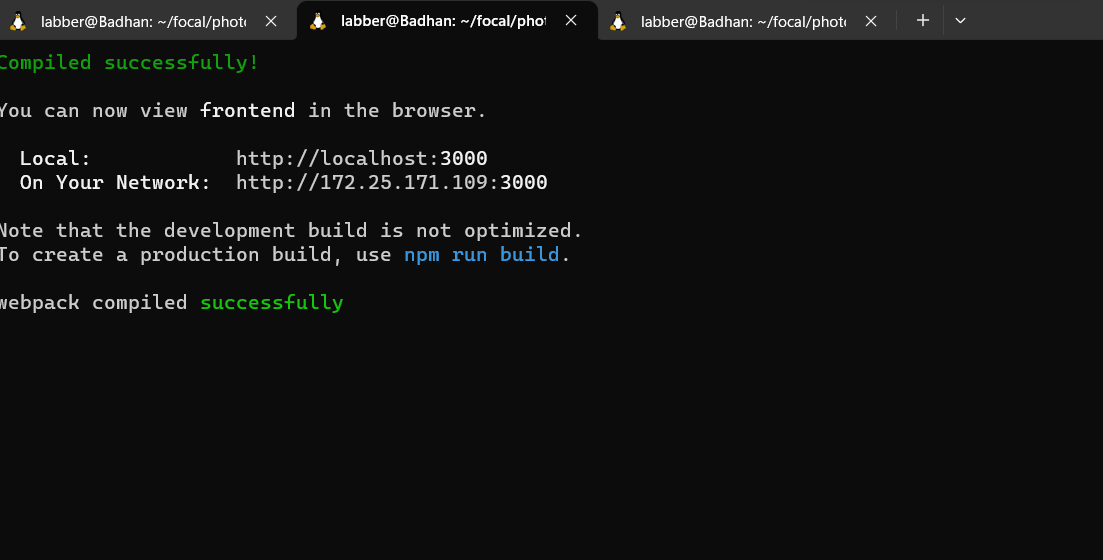 labber@Badhan: ~/focal/phot
labber@Badhan: ~/focal/phot
labber@Badhan: ~/focal/phot
Compiled successfully!
You can now view frontend in the browser.
Local: http://localhost:3000
On Your Network: http://172.25.171.109:3000
Note that the development build is not optimized.
To create a production build, use npm run build.
webpack compiled successfully